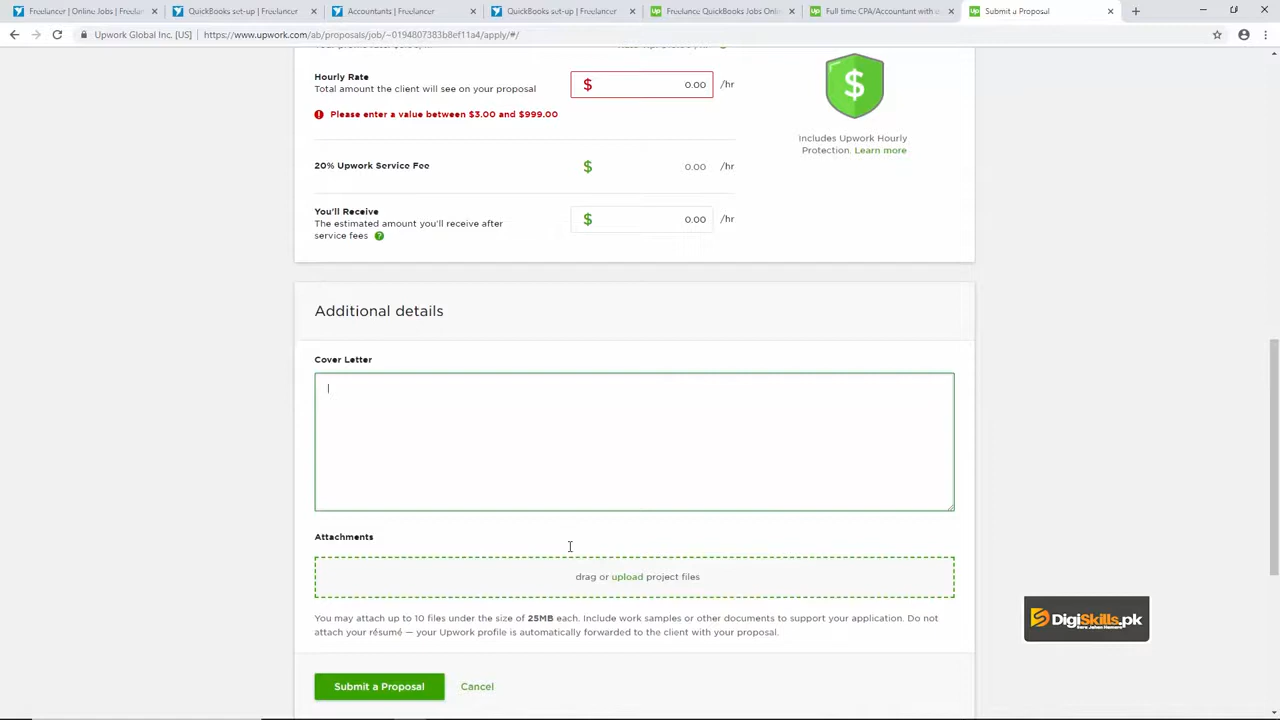 Freelancer | Online Jobs | Freelan
QuickBooks set-up | Freelancer
Accountants | Freelancer
QuickBooks set-up | Freelancer
Freelance QuickBooks Jobs Onlin
Full time CPA/Accountant with
Submit a Proposal
Upwork Global Inc. [US]
https://www.upwork.com/ab/proposals/job/~0194807383b8ef11a4/apply/#/
Hourly Rate
Total amount the client will see on your proposal
$ 0.00 /hr
Please enter a value between $3.00 and $999.00
Includes Upwork Hourly
Protection. Learn more
20% Upwork Service Fee
$ 0.00 /hr
You'll Receive
The estimated amount you'll receive after
service fees
$ 0.00 /hr
Additional details
Cover Letter
Attachments
drag or upload project files
You may attach up to 10 files under the size of 25MB each. Include work samples or other documents to support your application. Do not
attach your résumé — your Upwork profile is automatically forwarded to the client with your proposal.
DigiSkills.pk
Submit a Proposal
Cancel